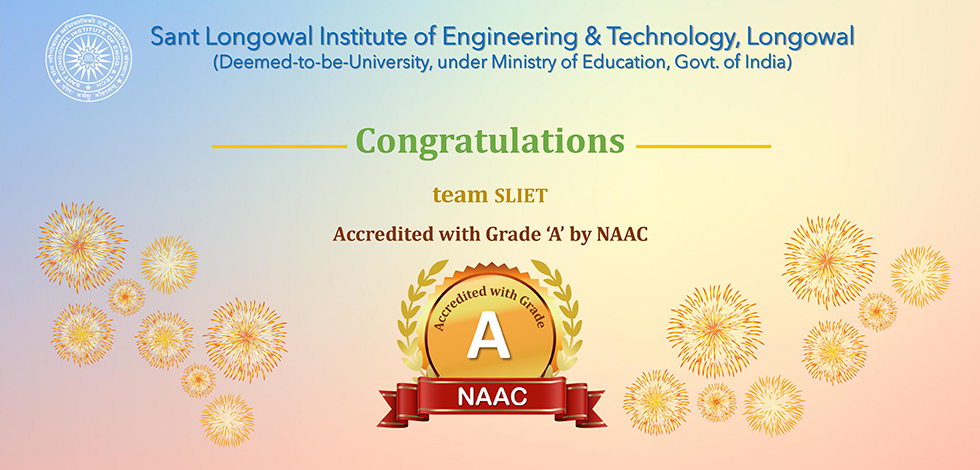 Sant Longowal Institute of Engineering & Technology, Longowal
(Deemed-to-be-University, under Ministry of Education, Govt. of India)
Congratulations
team SLIET
Accredited with Grade ‘A’ by NAAC
Accredited with Grade
A
NAAC